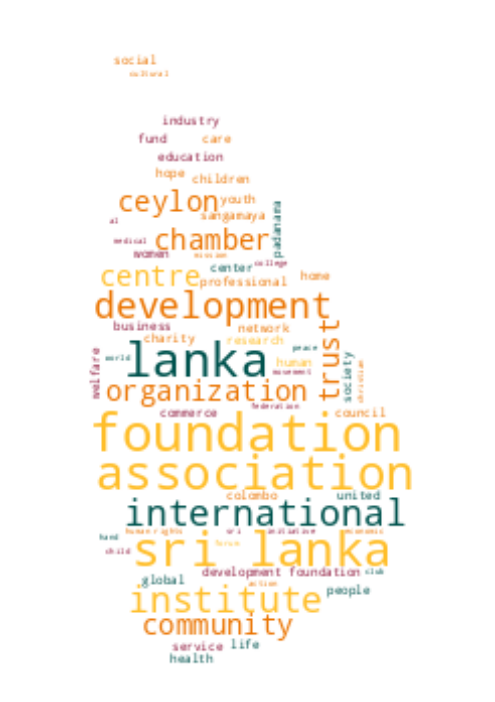 social
cultural
industry
fund care
education
hope children
ceylon youth
sangamaya
al
padanama
medical chamber
women mission
center college
centre professional home
development
business network
charity research
trust
world lanka peace
welfare human
movement
society
christian
organization
federation
commerce council
foundation
association
colombo united
international
human rights sri initiative economic
hand forum
child sri lanka
development foundation club
global action
institute people
community
service life
health